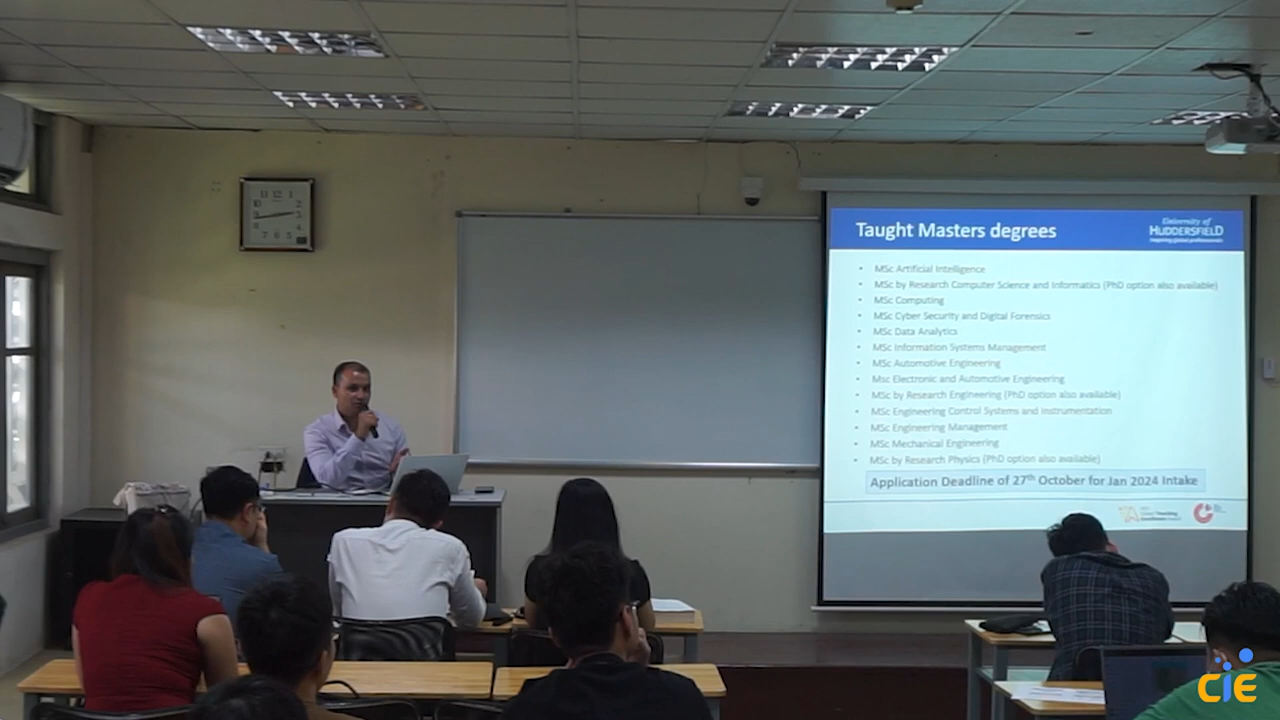 Taught Masters degrees
University of
HUDDERSFIELD
Inspiring global professionals
• MSc Artificial Intelligence
• MSc by Research Computer Science and Informatics (PhD option also available)
• MSc Computing
• MSc Cyber Security and Digital Forensics
• MSc Data Analytics
• MSc Information Systems Management
• MSc Automotive Engineering
• Msc Electronic and Automotive Engineering
• MSc by Research Engineering (PhD option also available)
• MSc Engineering Control Systems and Instrumentation
• MSc Engineering Management
• MSc Mechanical Engineering
• MSc by Research Physics (PhD option also available)
Application Deadline of 27th October for Jan 2024 Intake
CiE